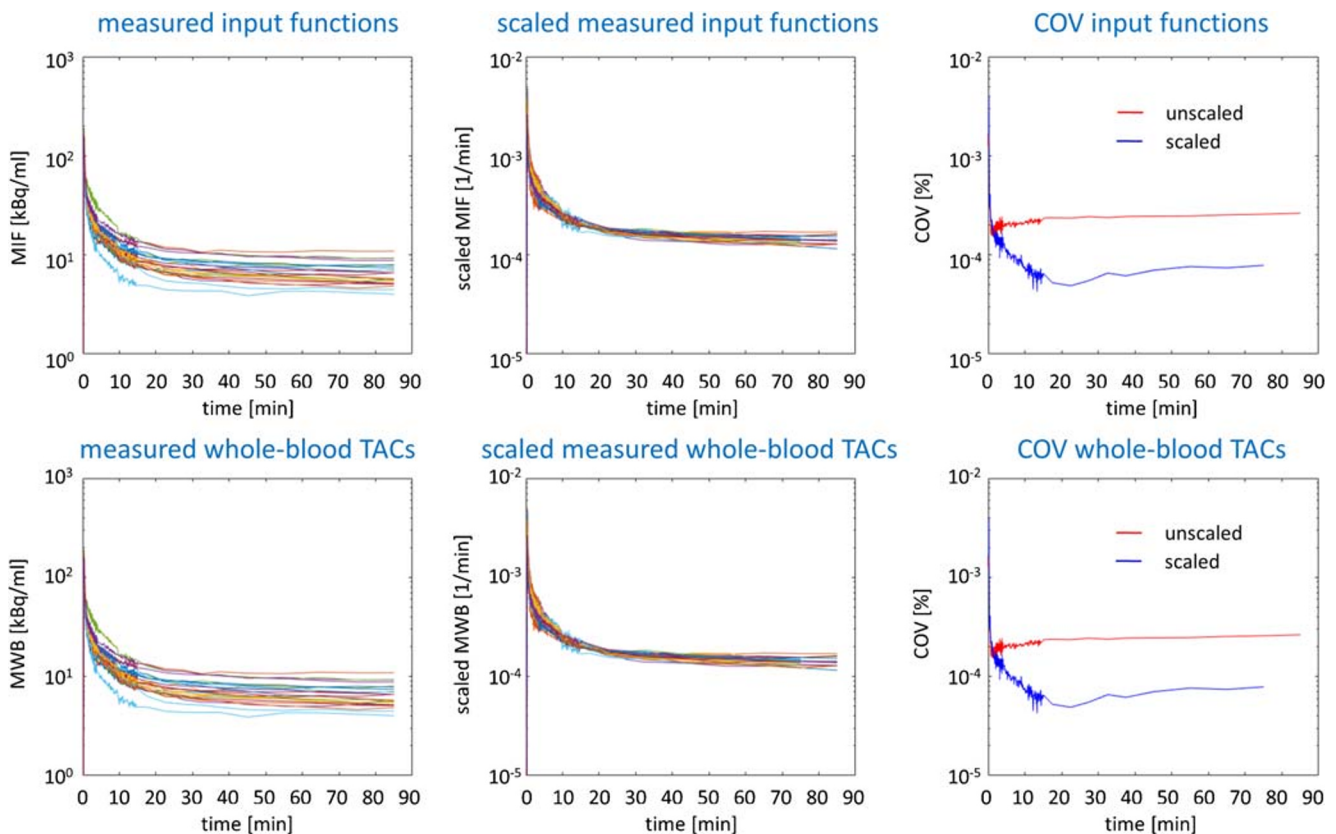 measured input functions
10³
10²
10¹
10⁰
MIF [kBq/ml]
0 10 20 30 40 50 60 70 80 90
time [min]
scaled measured input functions
10⁻²
10⁻³
10⁻⁴
10⁻⁵
scaled MIF [1/min]
0 10 20 30 40 50 60 70 80 90
time [min]
COV input functions
10⁻²
10⁻³
10⁻⁴
10⁻⁵
COV [%]
unscaled
scaled
0 10 20 30 40 50 60 70 80 90
time [min]
measured whole-blood TACs
10³
10²
10¹
10⁰
MWB [kBq/ml]
0 10 20 30 40 50 60 70 80 90
time [min]
scaled measured whole-blood TACs
10⁻²
10⁻³
10⁻⁴
10⁻⁵
scaled MWB [1/min]
0 10 20 30 40 50 60 70 80 90
time [min]
COV whole-blood TACs
10⁻²
10⁻³
10⁻⁴
10⁻⁵
COV [%]
unscaled
scaled
0 10 20 30 40 50 60 70 80 90
time [min]